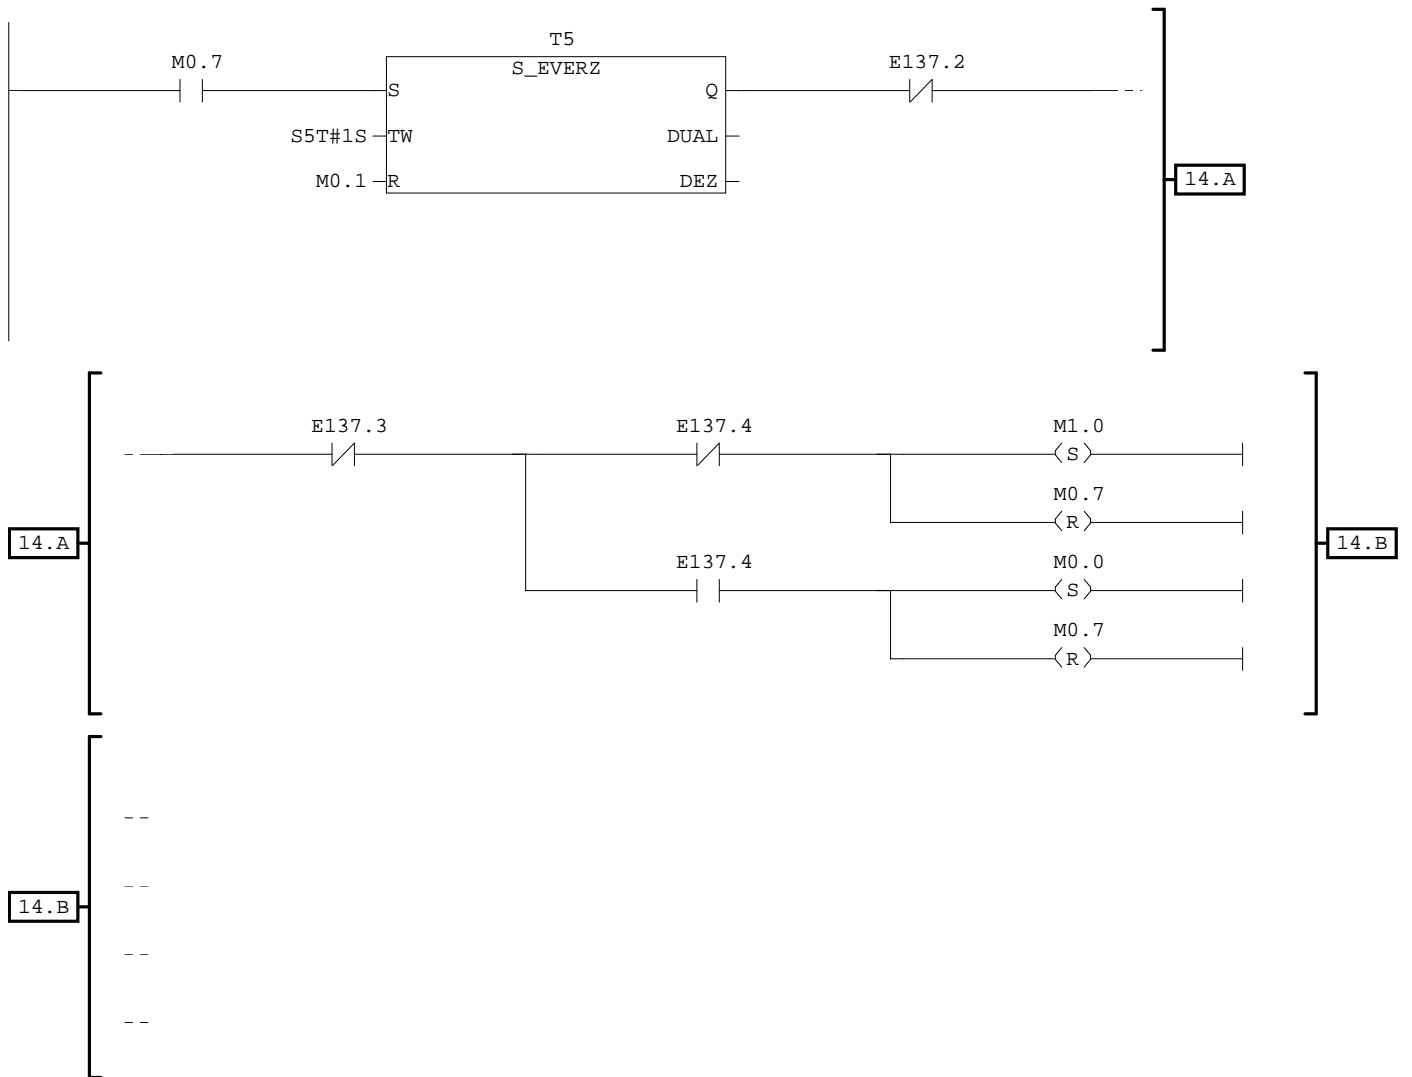 T5
M0.7 S_EVERZ E137.2
S Q
S5T#1S TW DUAL
M0.1 R DEZ
14.A
E137.3 E137.4 M1.0
S
M0.7
R
14.A 14.B
E137.4 M0.0
S
M0.7
R
14.B